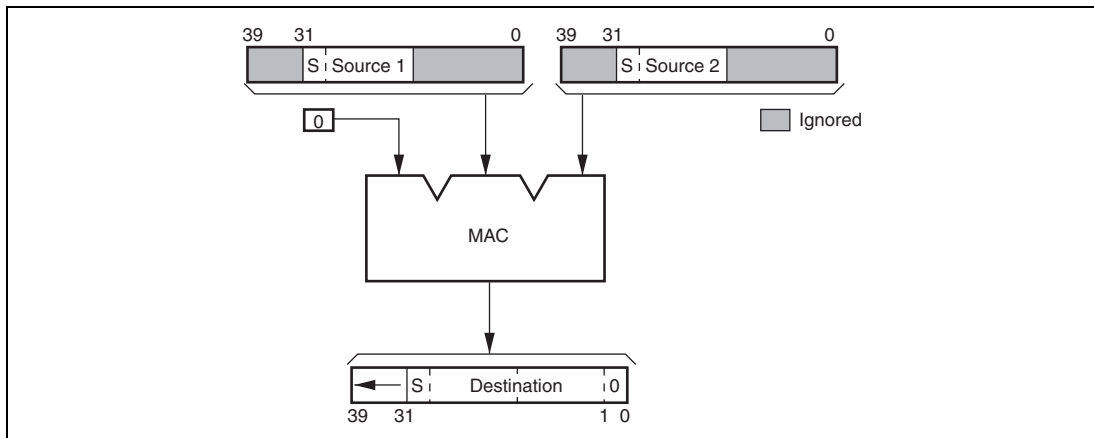 39 31 0 39 31 0
S Source 1 S Source 2
0 Ignored
MAC
S Destination 0
39 31 1 0